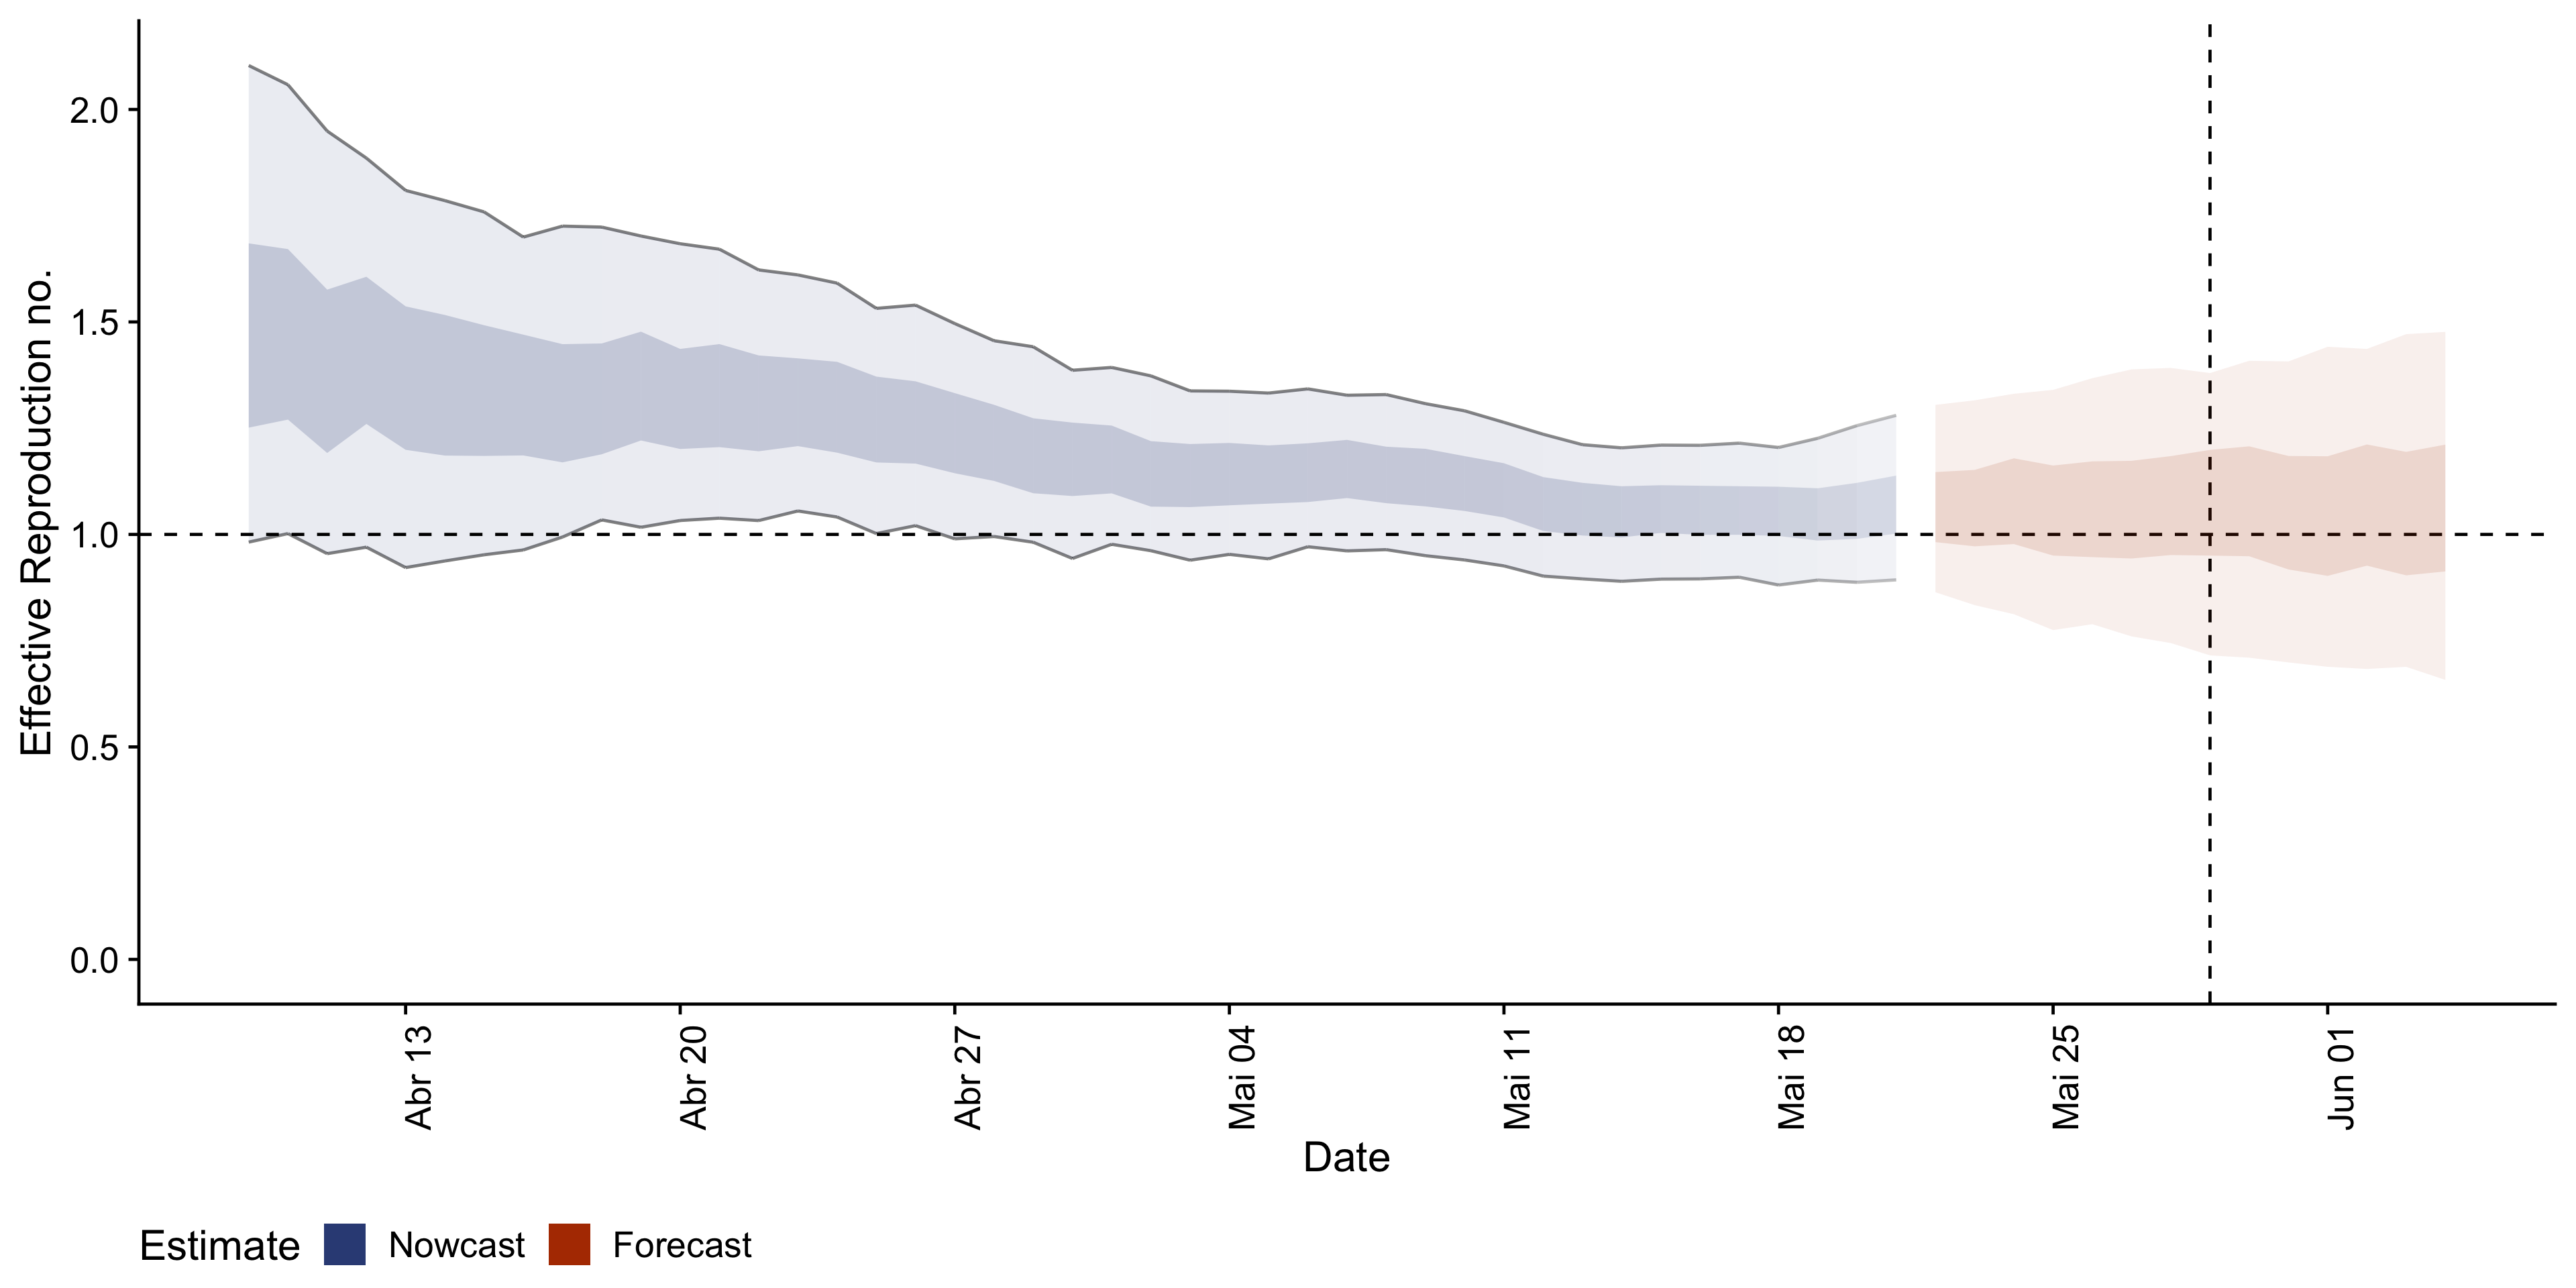 Effective Reproduction no.
2.0
1.5
1.0
0.5
0.0
Abr 13
Abr 20
Abr 27
Mai 04
Mai 11
Mai 18
Mai 25
Jun 01
Date
Estimate Nowcast Forecast